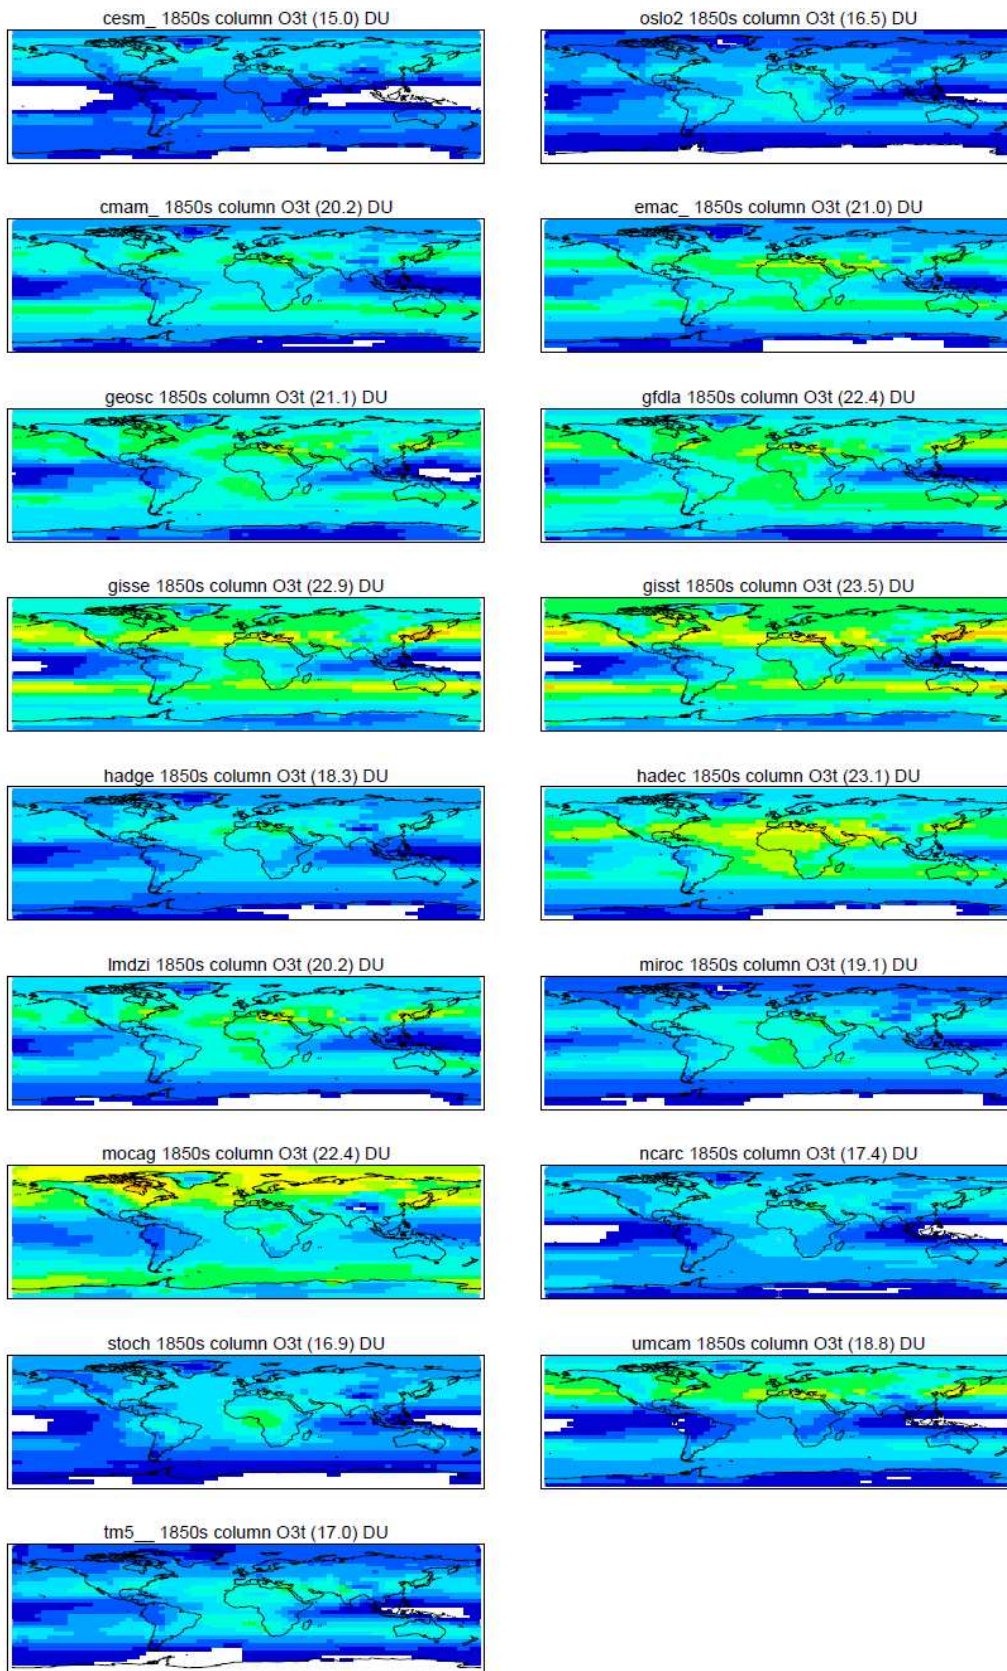 cesm_ 1850s column O3t (15.0) DU
oslo2 1850s column O3t (16.5) DU
cmam_ 1850s column O3t (20.2) DU
emac_ 1850s column O3t (21.0) DU
geosc 1850s column O3t (21.1) DU
gfdla 1850s column O3t (22.4) DU
gisse 1850s column O3t (22.9) DU
gisst 1850s column O3t (23.5) DU
hadge 1850s column O3t (18.3) DU
hadec 1850s column O3t (23.1) DU
lmdzi 1850s column O3t (20.2) DU
miroc 1850s column O3t (19.1) DU
mocag 1850s column O3t (22.4) DU
ncarc 1850s column O3t (17.4) DU
stoch 1850s column O3t (16.9) DU
umcam 1850s column O3t (18.8) DU
tm5__ 1850s column O3t (17.0) DU